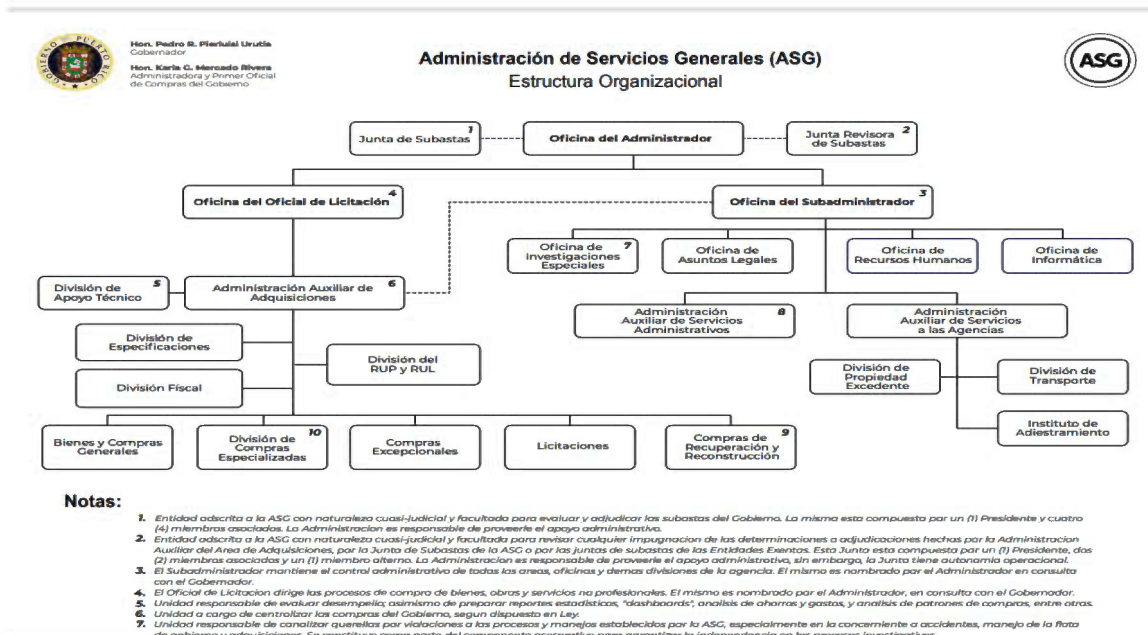 Hon. Pedro R. Pierluisi Urutia
Gobernador
Hon. Karla G. Mercado Rivera
Administradora y Primer Oficial
de Compras del Gobierno
Administración de Servicios Generales (ASG)
Estructura Organizacional
GOBIERNO PUERTO RICO
ASG
Junta de Subastas 1
Oficina del Administrador
Junta Revisora 2
de Subastas
Oficina del Oficial de Licitación 4
Oficina del Subadministrador 3
Oficina de 7
Investigaciones
Especiales
Oficina de
Asuntos Legales
Oficina de
Recursos Humanos
Oficina de
Informática
División de 5
Apoyo Técnico
Administración Auxiliar de 6
Adquisiciones
Administración
Auxiliar de Servicios 8
Administrativos
Administración
Auxiliar de Servicios
a las Agencias
División de
Especificaciones
División del
RUP y RUL
División Físcal
División de
Propiedad
Excedente
División de
Transporte
Instituto de
Adiestramiento
Bienes y Compras
Generales
División de 10
Compras
Especializadas
Compras
Excepcionales
Licitaciones
Compras de 9
Recuperación y
Reconstrucción
Notas:
1. Entidad adscrita a la ASG con naturaleza cuasi-judicial y facultada para evaluar y adjudicar las subastas del Gobierno. La misma esta compuesta por un (1) Presidente y cuatro
(4) miembros asociados. La Administracion es responsable de proveerle el apoyo administrativo.
2. Entidad adscrita a la ASG con naturaleza cuasi-judicial y facultada para revisar cualquier impugnacion de las determinaciones o adjudicaciones hechas por la Administracion
Auxiliar del Area de Adquisiciones, por la Junta de Subastas de la ASG o por las juntas de subastas de las Entidades Exentas. Esta Junta esta compuesta por un (1) Presidente, dos
(2) miembros asociados y un (1) miembro alterno. La Administracion es responsable de proveerle el apoyo administrativo, sin embargo, la Junta tiene autonomia operacional.
3. El Subadministrador mantiene el control administrativo de todas las areas, oficinas y demas divisiones de la agencia. El mismo es nombrado por el Administrador en consulta
con el Gobernador.
4. El Oficial de Licitacion dirige los procesos de compra de bienes, obras y servicios no profesionales. El mismo es nombrado por el Administrador, en consulta con el Gobernador.
5. Unidad responsable de evaluar desempeño; asimismo de preparar reportes estadisticos, "dashboards", analisis de ahorros y gastos, y analisis de patrones de compras, entre otras.
6. Unidad a cargo de centralizar las compras del Gobierno, segun dispuesto en Ley.
7. Unidad responsable de canalizar querellas por violaciones a los procesos y manejos establecidos por la ASG, especialmente en lo concerniente a accidentes, manejo de la flota